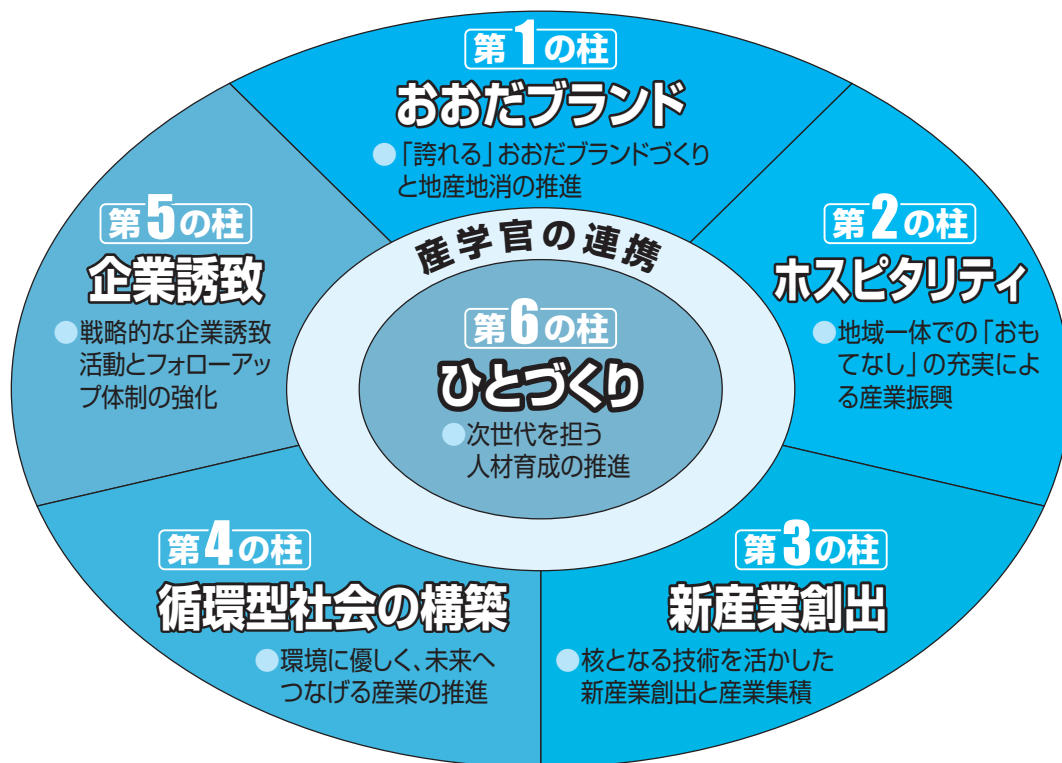 第1の柱
おおだブランド
●「誇れる」おおだブランドづくり
と地産地消の推進
第2の柱
ホスピタリティ
●地域一体での「おも
てなし」の充実によ
る産業振興
第3の柱
新産業創出
●核となる技術を活かした
新産業創出と産業集積
第4の柱
循環型社会の構築
●環境に優しく、未来へ
つなげる産業の推進
第5の柱
企業誘致
●戦略的な企業誘致
活動とフォローアッ
プ体制の強化
産学官の連携
第6の柱
ひとづくり
●次世代を担う
人材育成の推進